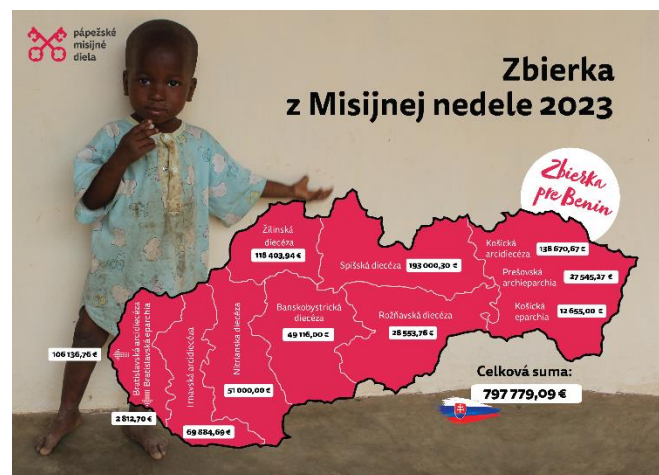 pápežské
misijné
diela
Zbierka
z Misijnej nedele 2023
Zbierka
pre Benin
Žilinská
diecéza
118 403,94 €
Spišská diecéza
193 000,30 €
Košická
arcidiecéza
138 670,67 €
Prešovská
archieparchia
27 545,27 €
Košická
eparchia
12 655,00 €
Banskobystrická
diecéza
49 116,00 €
Rožňavská diecéza
28 553,76 €
Nitrianska diecéza
51 000,00 €
Trnavská arcidiecéza
69 884,69 €
Bratislavská arcidiecéza
106 136,76 €
Bratislavská eparchia
2 812,70 €
Celková suma:
797 779,09 €